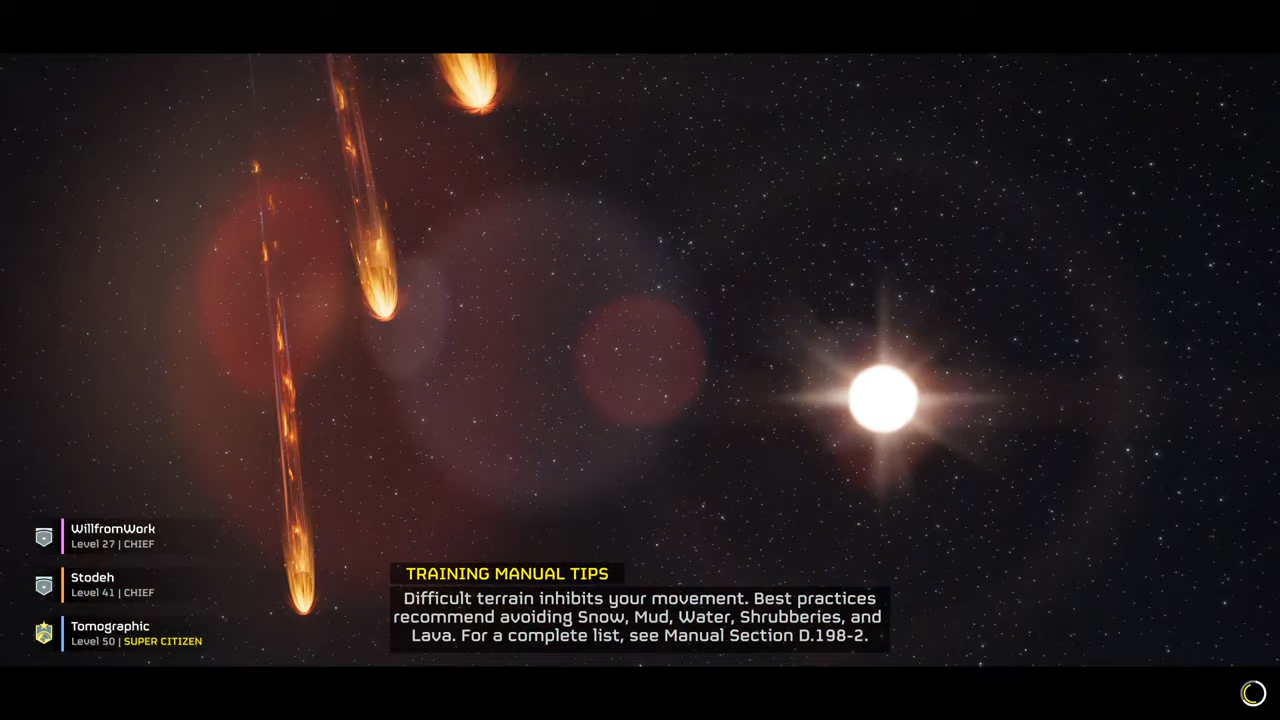 WillfromWork
Level 27 | CHIEF
Stodeh
Level 41 | CHIEF
Tomographic
Level 50 | SUPER CITIZEN
TRAINING MANUAL TIPS
Difficult terrain inhibits your movement. Best practices
recommend avoiding Snow, Mud, Water, Shrubberies, and
Lava. For a complete list, see Manual Section D.198-2.